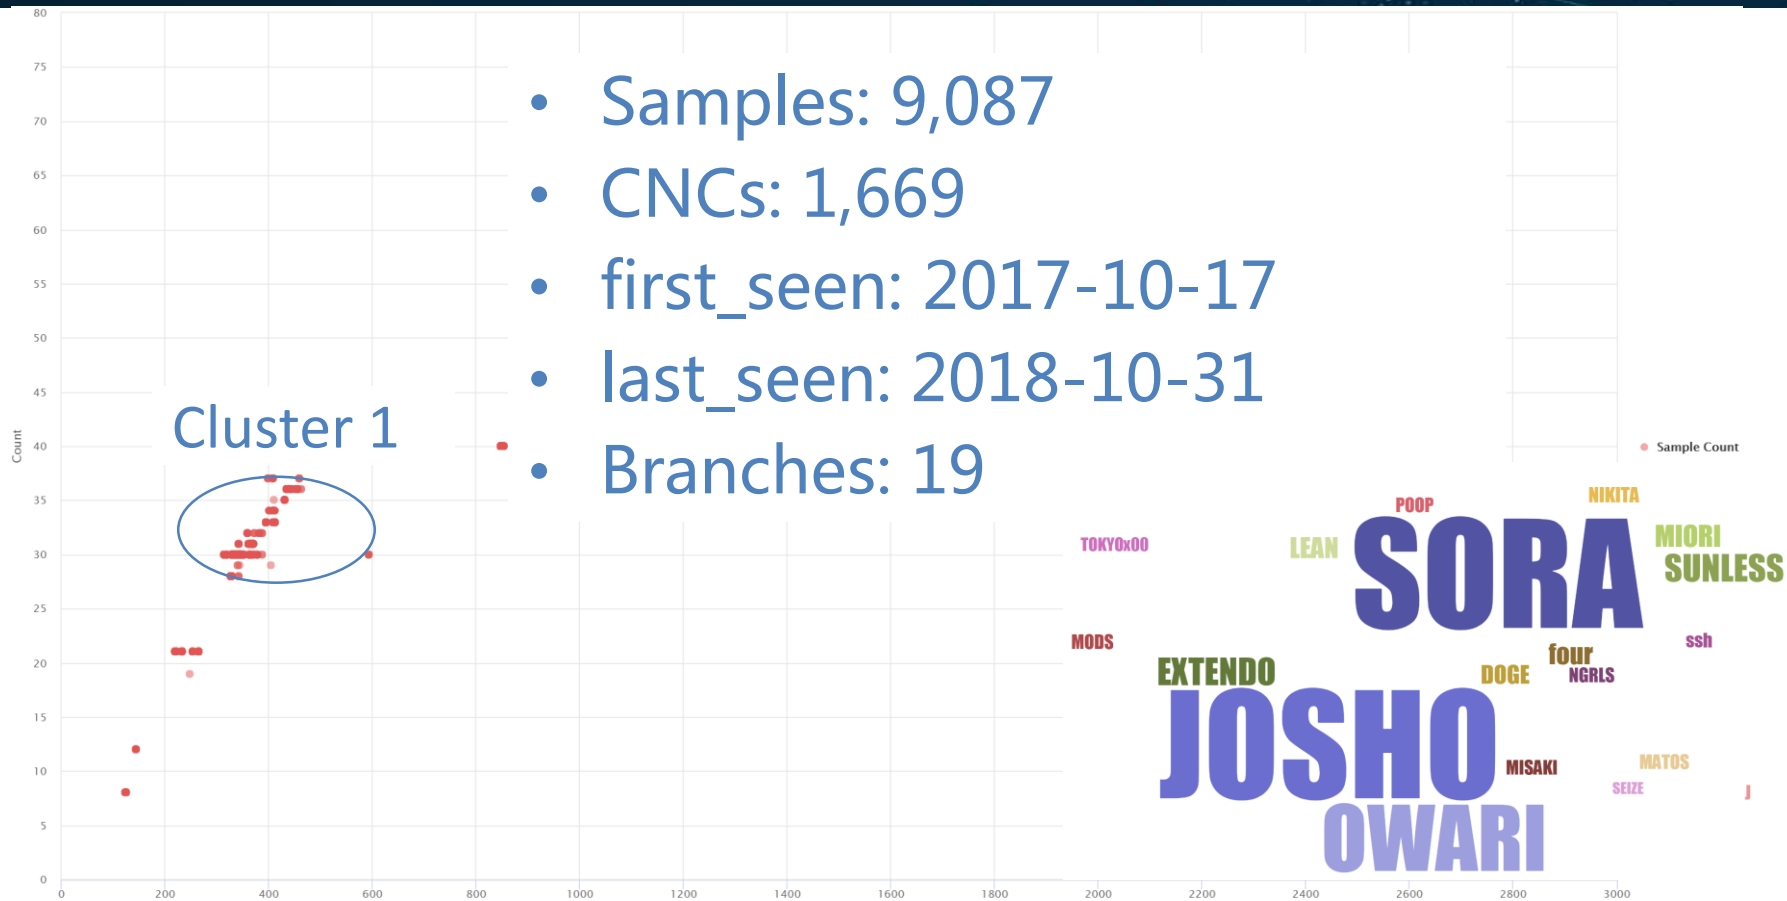 80
75
70
65
60
55
50
45
40
35
30
25
20
15
10
5
0
Count
0 200 400 600 800 1000 1200 1400 1600 1800 2000 2200 2400 2600 2800 3000
• Samples: 9,087
• CNCs: 1,669
• first_seen: 2017-10-17
• last_seen: 2018-10-31
• Branches: 19
Cluster 1
Sample Count
POOP
NIKITA
TOKYOx00
LEAN
SORA
MIORI
SUNLESS
MODS
ssh
four
EXTENDO
DOGE
NGRLS
JOSHO
MISAKI
MATOS
SEIZE
J
OWARI